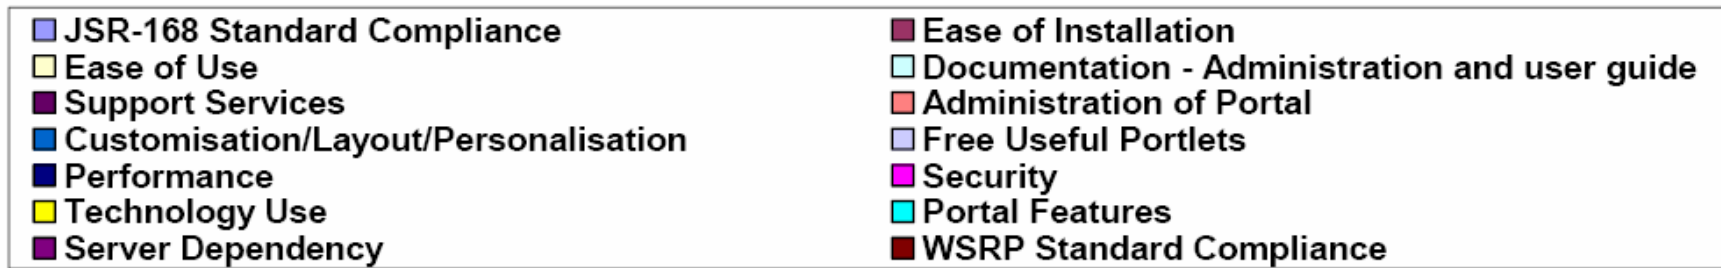 JSR-168 Standard Compliance
Ease of Installation
Ease of Use
Documentation - Administration and user guide
Support Services
Administration of Portal
Customisation/Layout/Personalisation
Free Useful Portlets
Performance
Security
Technology Use
Portal Features
Server Dependency
WSRP Standard Compliance